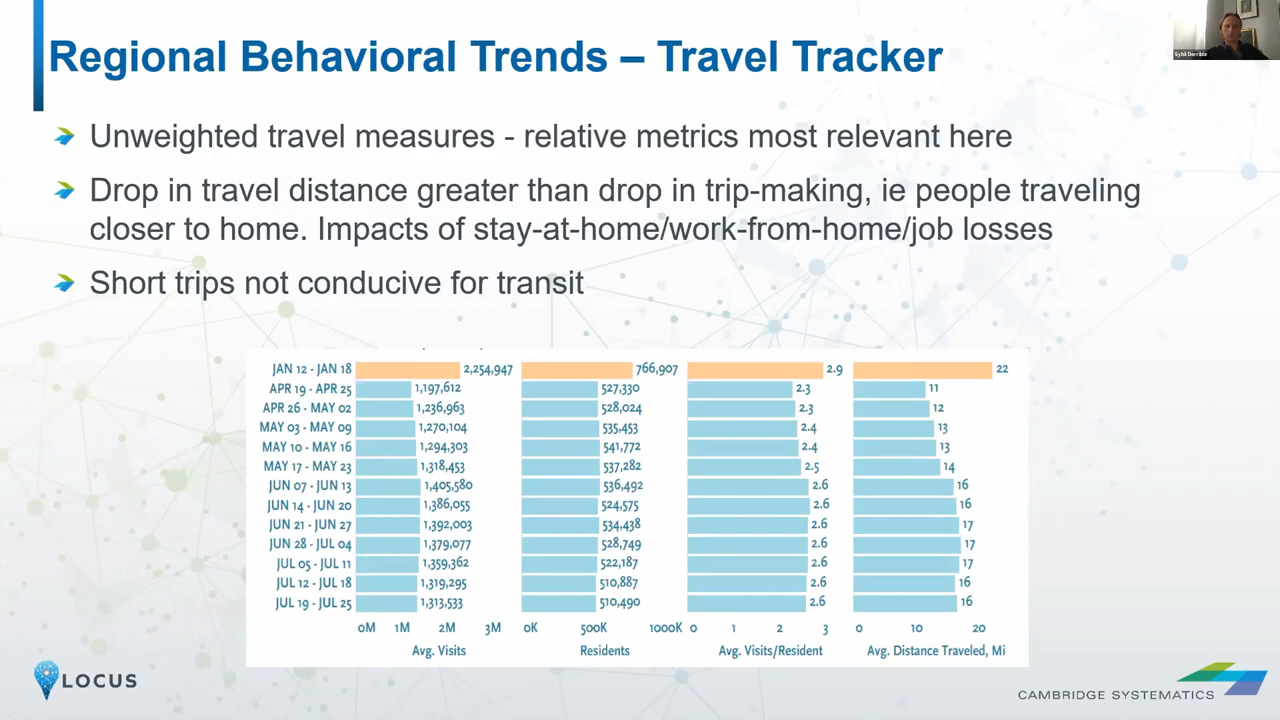 Regional Behavioral Trends – Travel Tracker
Sybil Derrible
Unweighted travel measures - relative metrics most relevant here
Drop in travel distance greater than drop in trip-making, ie people traveling
closer to home. Impacts of stay-at-home/work-from-home/job losses
Short trips not conducive for transit
JAN 12 - JAN 18 2,254,947 766,907 2.9 22
APR 19 - APR 25 1,197,612 527,330 2.3 11
APR 26 - MAY 02 1,236,963 528,024 2.3 12
MAY 03 - MAY 09 1,270,104 535,453 2.4 13
MAY 10 - MAY 16 1,294,303 541,772 2.4 13
MAY 17 - MAY 23 1,318,453 537,282 2.5 14
JUN 07 - JUN 13 1,405,580 536,492 2.6 16
JUN 14 - JUN 20 1,386,055 524,575 2.6 16
JUN 21 - JUN 27 1,392,003 534,438 2.6 17
JUN 28 - JUL 04 1,379,077 528,749 2.6 17
JUL 05 - JUL 11 1,359,362 522,187 2.6 17
JUL 12 - JUL 18 1,319,295 510,887 2.6 16
JUL 19 - JUL 25 1,313,533 510,490 2.6 16
0M 1M 2M 3M 0K 500K 1000K 0 1 2 3 0 10 20
Avg. Visits Residents Avg. Visits/Resident Avg. Distance Traveled, Mi
LOCUS
CAMBRIDGE SYSTEMATICS